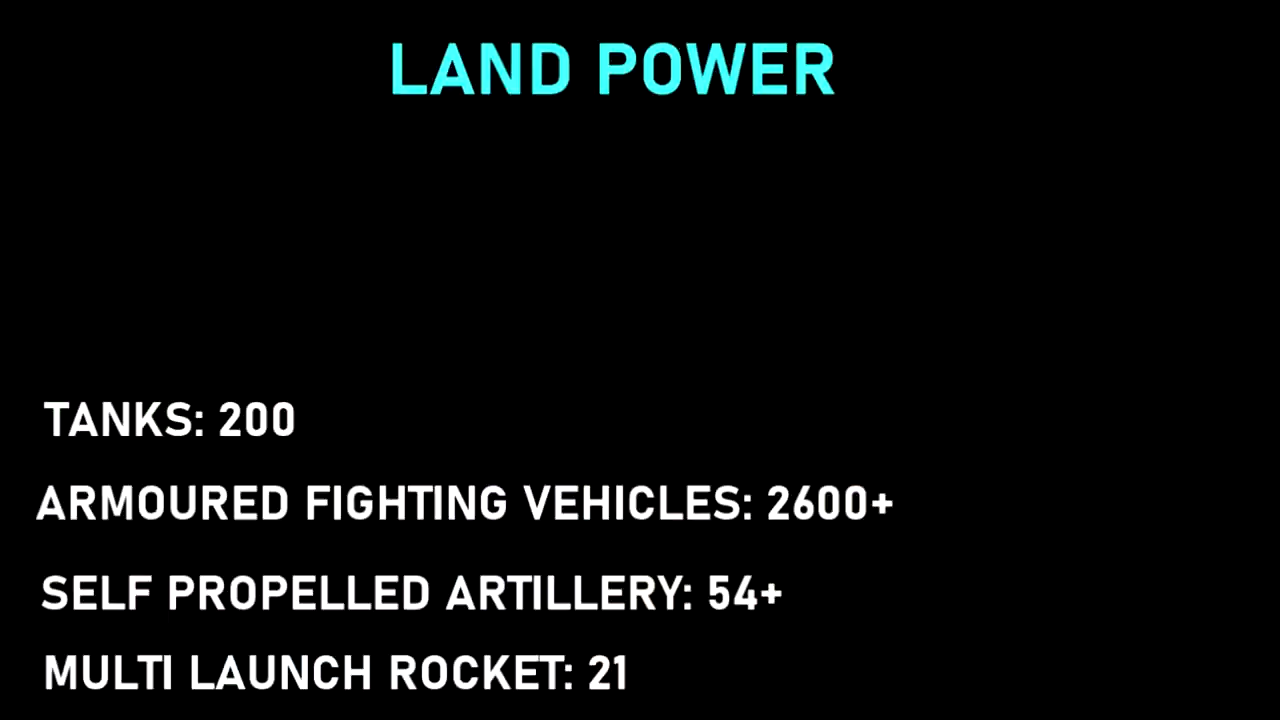 LAND POWER
TANKS: 200
ARMOURED FIGHTING VEHICLES: 2600+
SELF PROPELLED ARTILLERY: 54+
MULTI LAUNCH ROCKET: 21